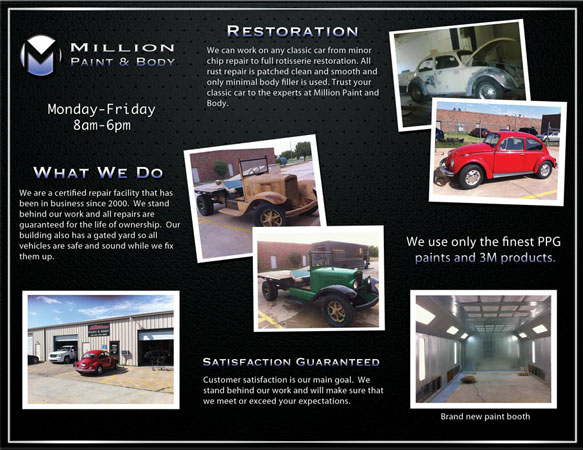 MILLION
PAINT & BODY
Monday-Friday
8am-6pm
WHAT WE DO
We are a certified repair facility that has
been in business since 2000.  We stand
behind our work and all repairs are
guaranteed for the life of ownership.  Our
building also has a gated yard so all
vehicles are safe and sound while we fix
them up.
RESTORATION
We can work on any classic car from minor
chip repair to full rotisserie restoration. All
rust repair is patched clean and smooth and
only minimal body filler is used. Trust your
classic car to the experts at Million Paint and
Body.
We use only the finest PPG
paints and 3M products.
SATISFACTION GUARANTEED
Customer satisfaction is our main goal.  We
stand behind our work and will make sure that
we meet or exceed your expectations.
Brand new paint booth